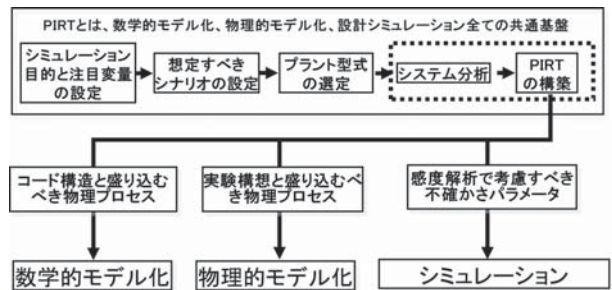 PIRTとは、数学的モデル化、物理的モデル化、設計シミュレーション全ての共通基盤
シミュレーション
目的と注目変量
の設定
想定すべき
シナリオの設定
プラント型式
の選定
システム分析
PIRT
の構築
コード構造と盛り込む
べき物理プロセス
実験構想と盛り込むべ
き物理プロセス
感度解析で考慮すべき
不確かさパラメータ
数学的モデル化
物理的モデル化
シミュレーション